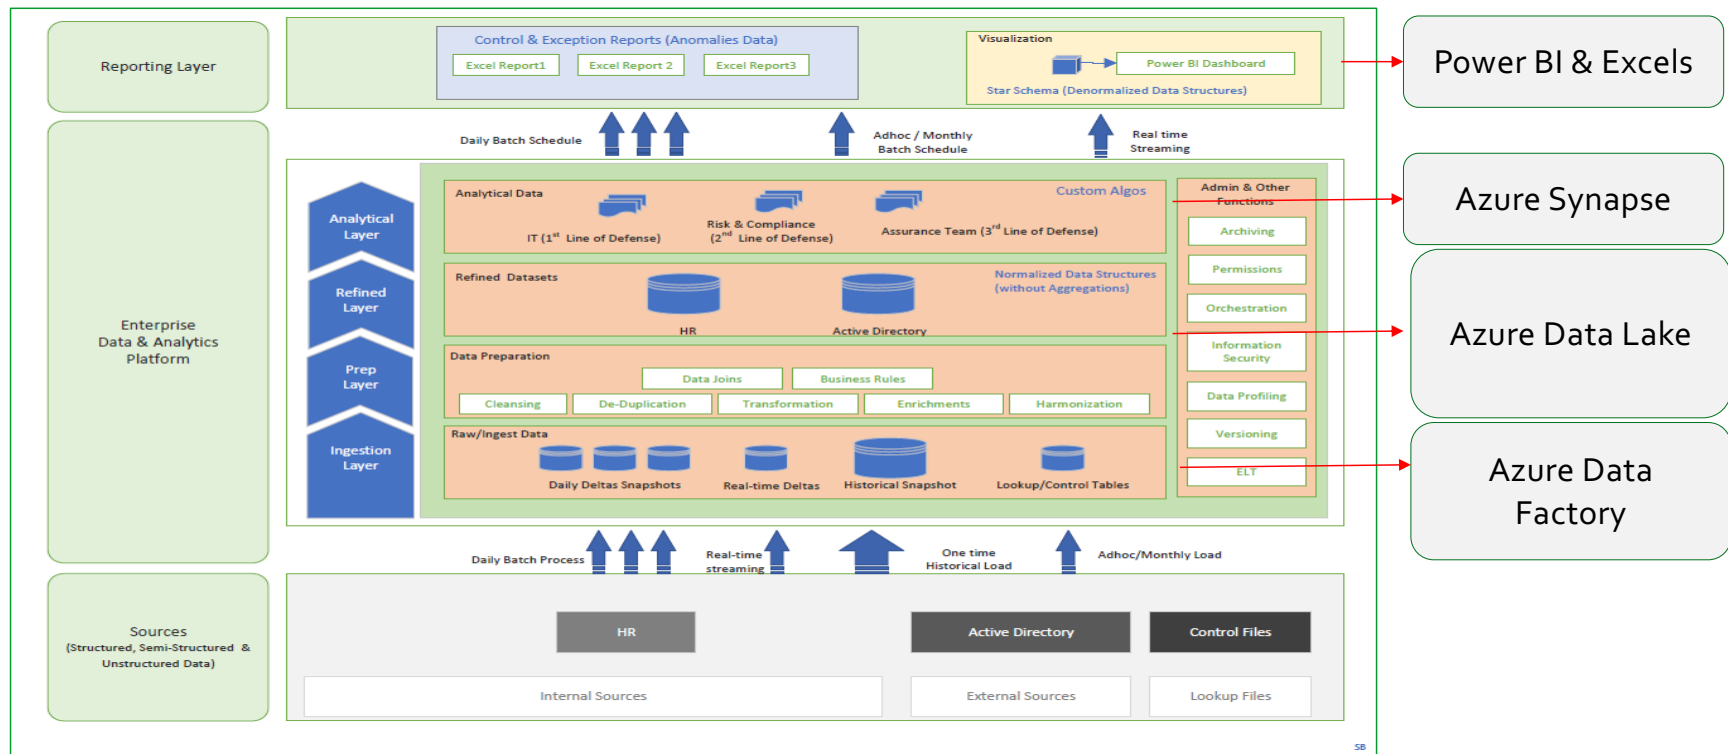 Reporting Layer
Control & Exception Reports (Anomalies Data)
Excel Report1
Excel Report 2
Excel Report3
Visualization
Power BI Dashboard
Star Schema (Denormalized Data Structures)
Power BI & Excels
Daily Batch Schedule
Adhoc / Monthly
Batch Schedule
Real time
Streaming
Enterprise
Data & Analytics
Platform
Analytical
Layer
Refined
Layer
Prep
Layer
Ingestion
Layer
Analytical Data
Custom Algos
IT (1st Line of Defense)
Risk & Compliance
(2nd Line of Defense)
Assurance Team (3rd Line of Defense)
Refined Datasets
Normalized Data Structures
(without Aggregations)
HR
Active Directory
Data Preparation
Data Joins
Business Rules
Cleansing
De-Duplication
Transformation
Enrichments
Harmonization
Raw/Ingest Data
Daily Deltas Snapshots
Real-time Deltas
Historical Snapshot
Lookup/Control Tables
Admin & Other
Functions
Archiving
Permissions
Orchestration
Information
Security
Data Profiling
Versioning
ELT
Azure Synapse
Azure Data Lake
Azure Data
Factory
Daily Batch Process
Real-time
streaming
One time
Historical Load
Adhoc/Monthly Load
Sources
(Structured, Semi-Structured &
Unstructured Data)
HR
Active Directory
Control Files
Internal Sources
External Sources
Lookup Files
SB